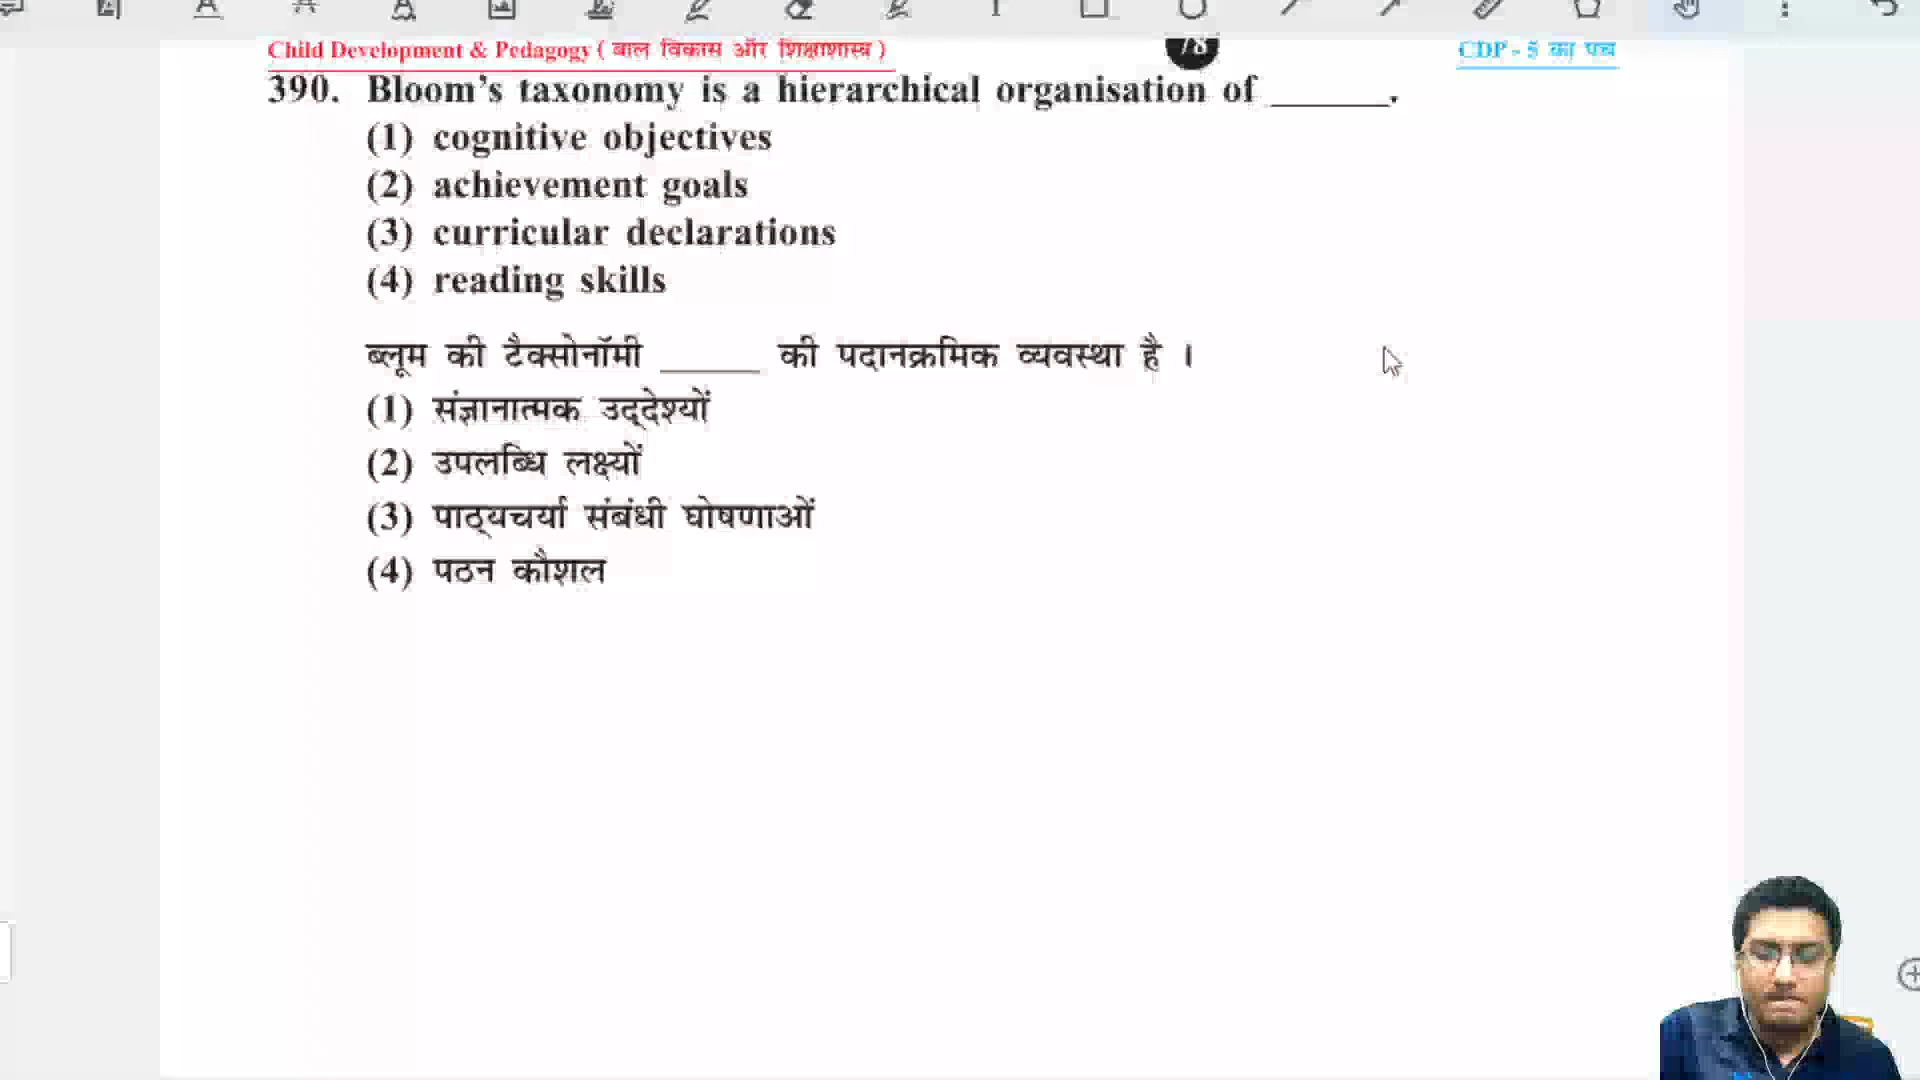 Child Development & Pedagogy ( बाल विकास और शिक्षाशास्त्र )
78
CDP - 5 का पंच
390. Bloom’s taxonomy is a hierarchical organisation of ______.
(1) cognitive objectives
(2) achievement goals
(3) curricular declarations
(4) reading skills
ब्लूम की टैक्सोनॉमी _____ की पदानक्रमिक व्यवस्था है ।
(1) संज्ञानात्मक उद्देश्यों
(2) उपलब्धि लक्ष्यों
(3) पाठ्यचर्या संबंधी घोषणाओं
(4) पठन कौशल